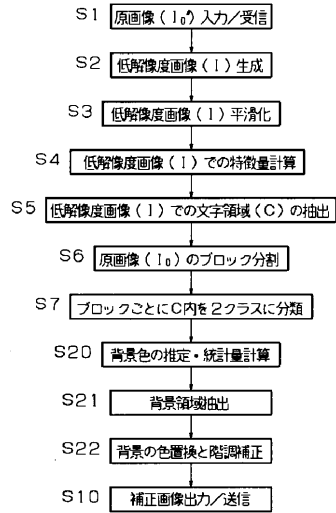 S1 原画像(I₀)入力/受信
S2 低解像度画像(I)生成
S3 低解像度画像(I)平滑化
S4 低解像度画像(I)での特徴量計算
S5 低解像度画像(I)での文字領域(C)の抽出
S6 原画像(I₀)のブロック分割
S7 ブロックごとにC内を2クラスに分類
S20 背景色の推定・統計量計算
S21 背景領域抽出
S22 背景の色置換と階調補正
S10 補正画像出力/送信